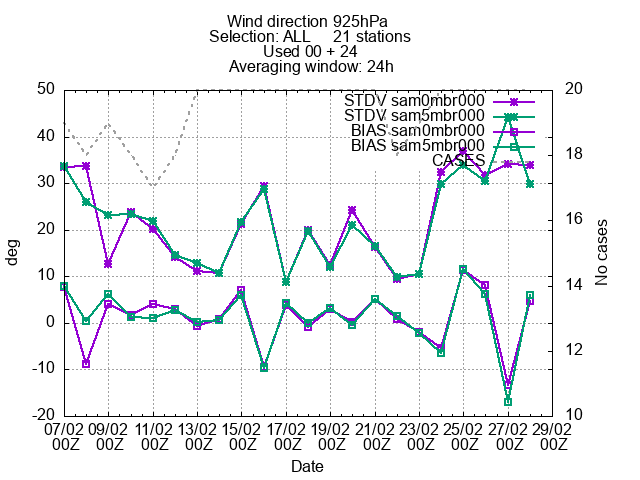 Wind direction 925hPa
Selection: ALL 21 stations
Used 00 + 24
Averaging window: 24h
STDV sam0mbr000
STDV sam5mbr000
BIAS sam0mbr000
BIAS sam5mbr000
CASES
50
40
30
20
10
0
-10
-20
deg
20
18
16
14
12
10
No cases
07/02 09/02 11/02 13/02 15/02 17/02 19/02 21/02 23/02 25/02 27/02 29/02
00Z 00Z 00Z 00Z 00Z 00Z 00Z 00Z 00Z 00Z 00Z 00Z
Date